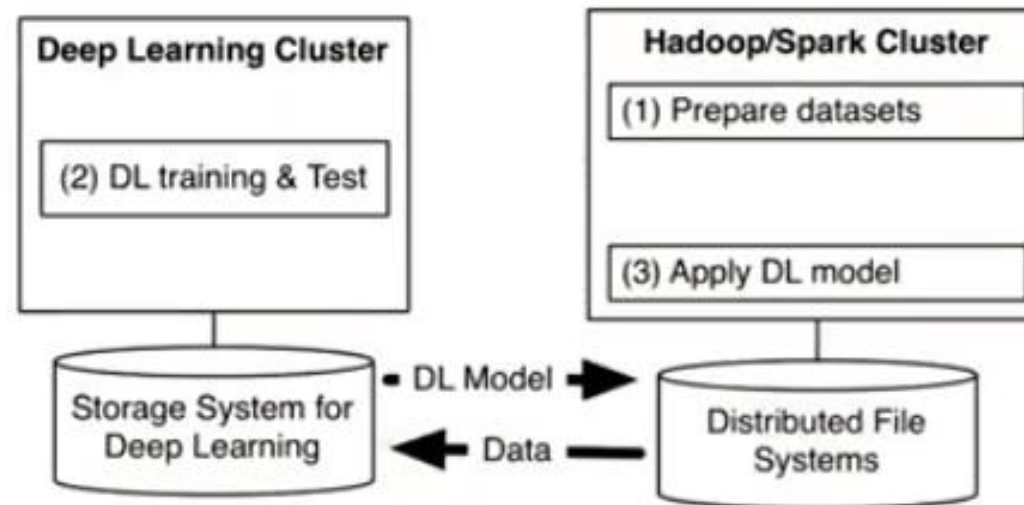 Deep Learning Cluster
(2) DL training & Test
Storage System for
Deep Learning
Hadoop/Spark Cluster
(1) Prepare datasets
(3) Apply DL model
Distributed File
Systems
DL Model
Data